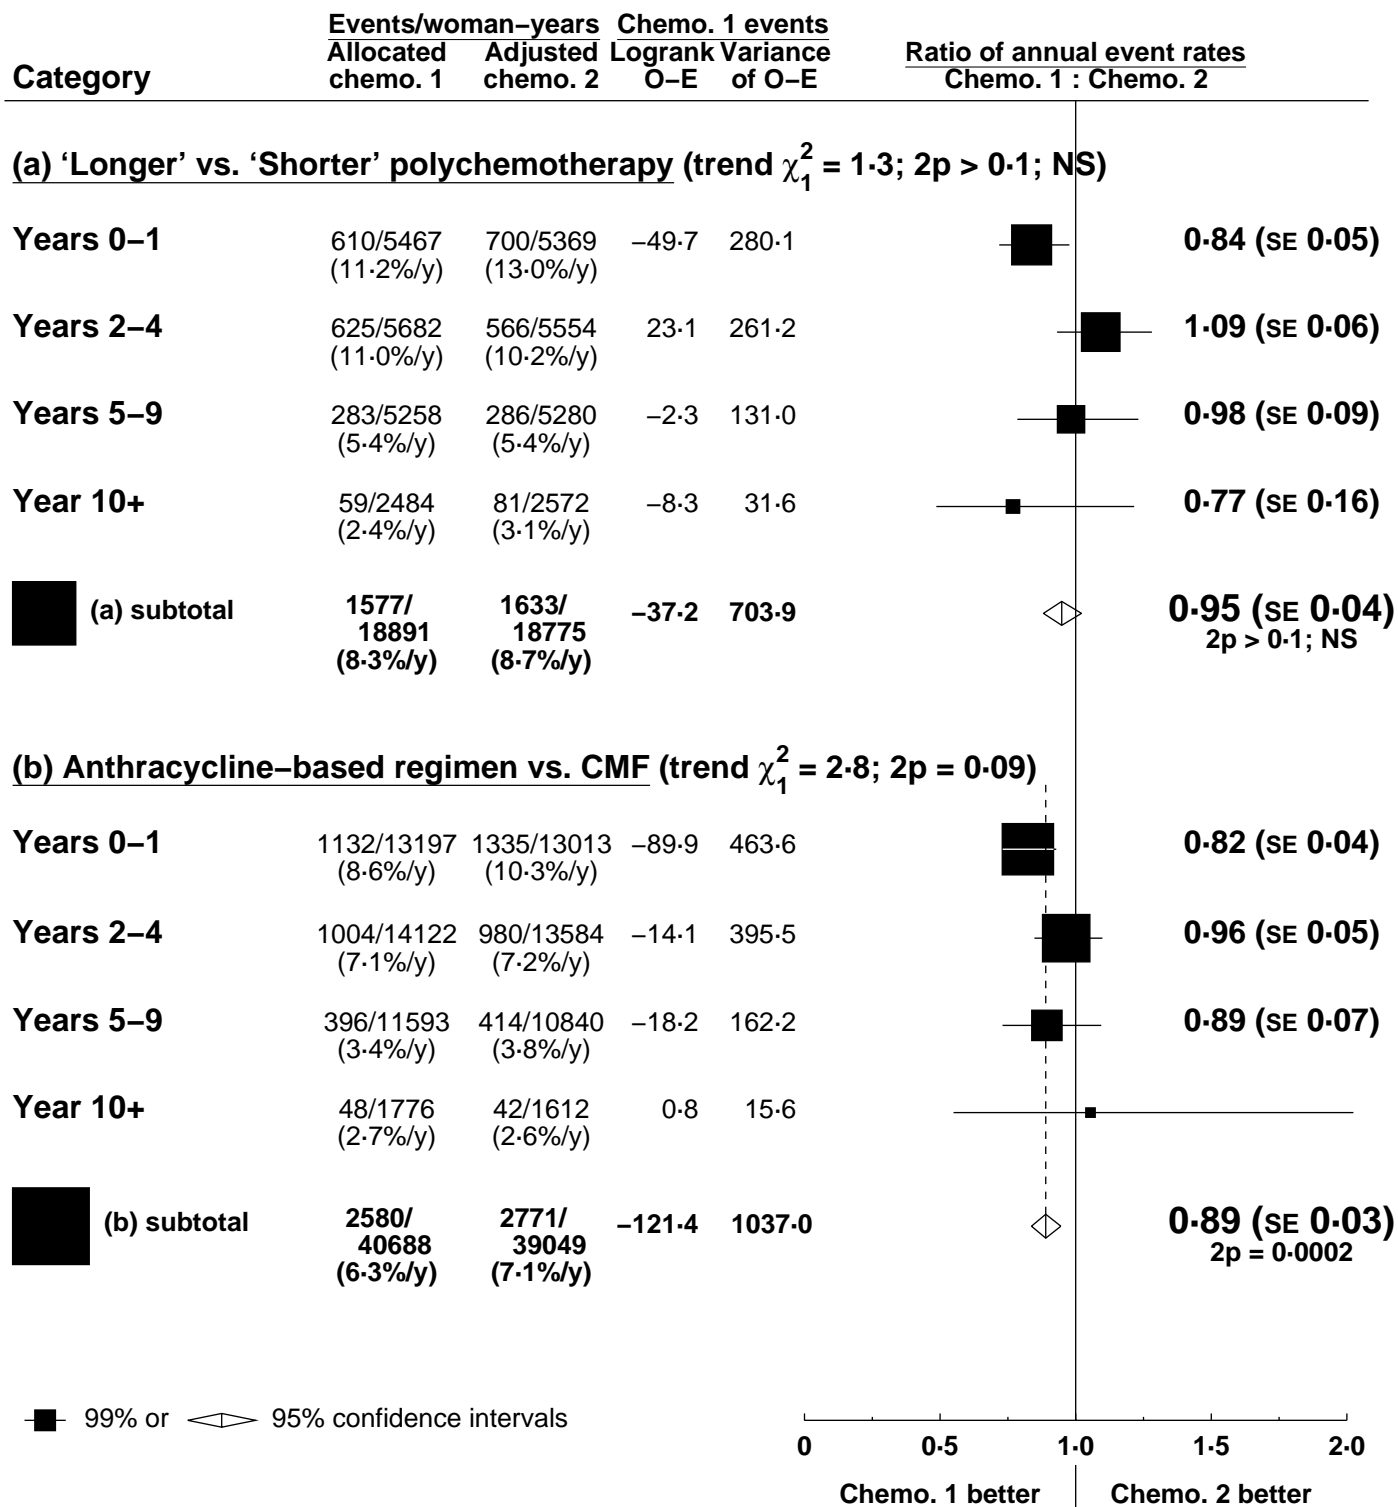 Events/woman–years Chemo. 1 events
Allocated Adjusted Logrank Variance Ratio of annual event rates
Category chemo. 1 chemo. 2 O–E of O–E Chemo. 1 : Chemo. 2
(a) ‘Longer’ vs. ‘Shorter’ polychemotherapy (trend χ²₁ = 1·3; 2p > 0·1; NS)
Years 0–1 610/5467 700/5369 –49·7 280·1 0·84 (SE 0·05)
(11·2%/y) (13·0%/y)
Years 2–4 625/5682 566/5554 23·1 261·2 1·09 (SE 0·06)
(11·0%/y) (10·2%/y)
Years 5–9 283/5258 286/5280 –2·3 131·0 0·98 (SE 0·09)
(5·4%/y) (5·4%/y)
Year 10+ 59/2484 81/2572 –8·3 31·6 0·77 (SE 0·16)
(2·4%/y) (3·1%/y)
(a) subtotal 1577/ 1633/ –37·2 703·9 0·95 (SE 0·04)
18891 18775 2p > 0·1; NS
(8·3%/y) (8·7%/y)
(b) Anthracycline–based regimen vs. CMF (trend χ²₁ = 2·8; 2p = 0·09)
Years 0–1 1132/13197 1335/13013 –89·9 463·6 0·82 (SE 0·04)
(8·6%/y) (10·3%/y)
Years 2–4 1004/14122 980/13584 –14·1 395·5 0·96 (SE 0·05)
(7·1%/y) (7·2%/y)
Years 5–9 396/11593 414/10840 –18·2 162·2 0·89 (SE 0·07)
(3·4%/y) (3·8%/y)
Year 10+ 48/1776 42/1612 0·8 15·6
(2·7%/y) (2·6%/y)
(b) subtotal 2580/ 2771/ –121·4 1037·0 0·89 (SE 0·03)
40688 39049 2p = 0·0002
(6·3%/y) (7·1%/y)
99% or 95% confidence intervals
0 0·5 1·0 1·5 2·0
Chemo. 1 better Chemo. 2 better